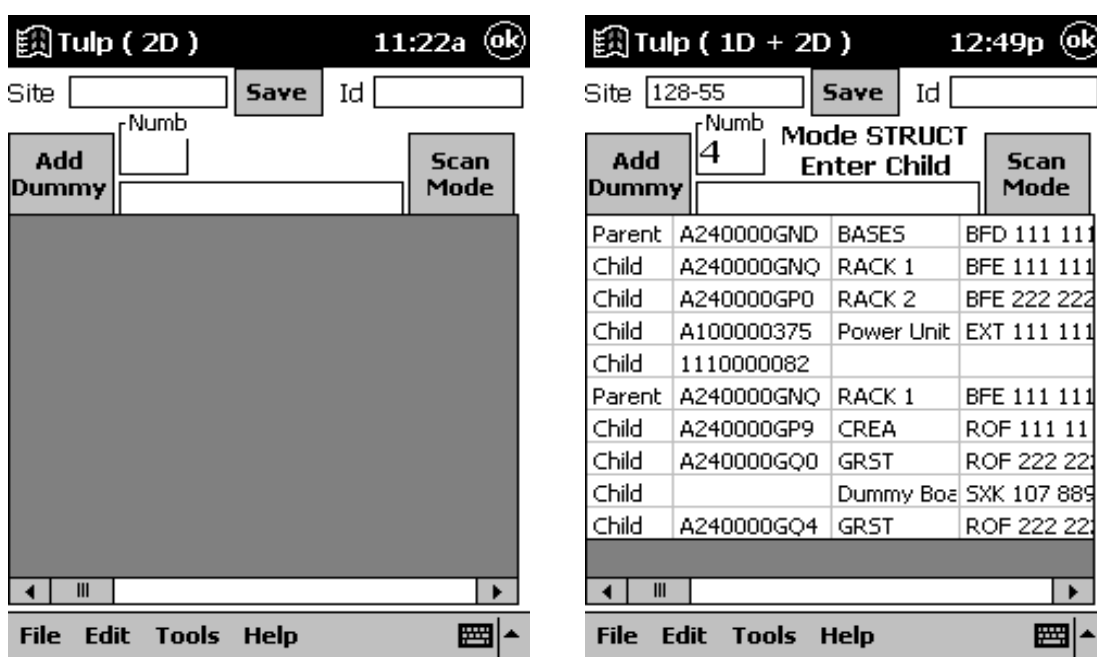 Tulp ( 2D ) 11:22a ok
Site Save Id
Numb
Add Dummy
Scan Mode
File Edit Tools Help
Tulp ( 1D + 2D ) 12:49p ok
Site 128-55 Save Id
Numb
4
Mode STRUCT
Enter Child
Add Dummy
Scan Mode
Parent A240000GND BASES BFD 111 111
Child A240000GNQ RACK 1 BFE 111 111
Child A240000GP0 RACK 2 BFE 222 222
Child A100000375 Power Unit EXT 111 111
Child 1110000082
Parent A240000GNQ RACK 1 BFE 111 111
Child A240000GP9 CREA ROF 111 11
Child A240000GQ0 GRST ROF 222 22
Child Dummy Boa SXK 107 889
Child A240000GQ4 GRST ROF 222 22
File Edit Tools Help